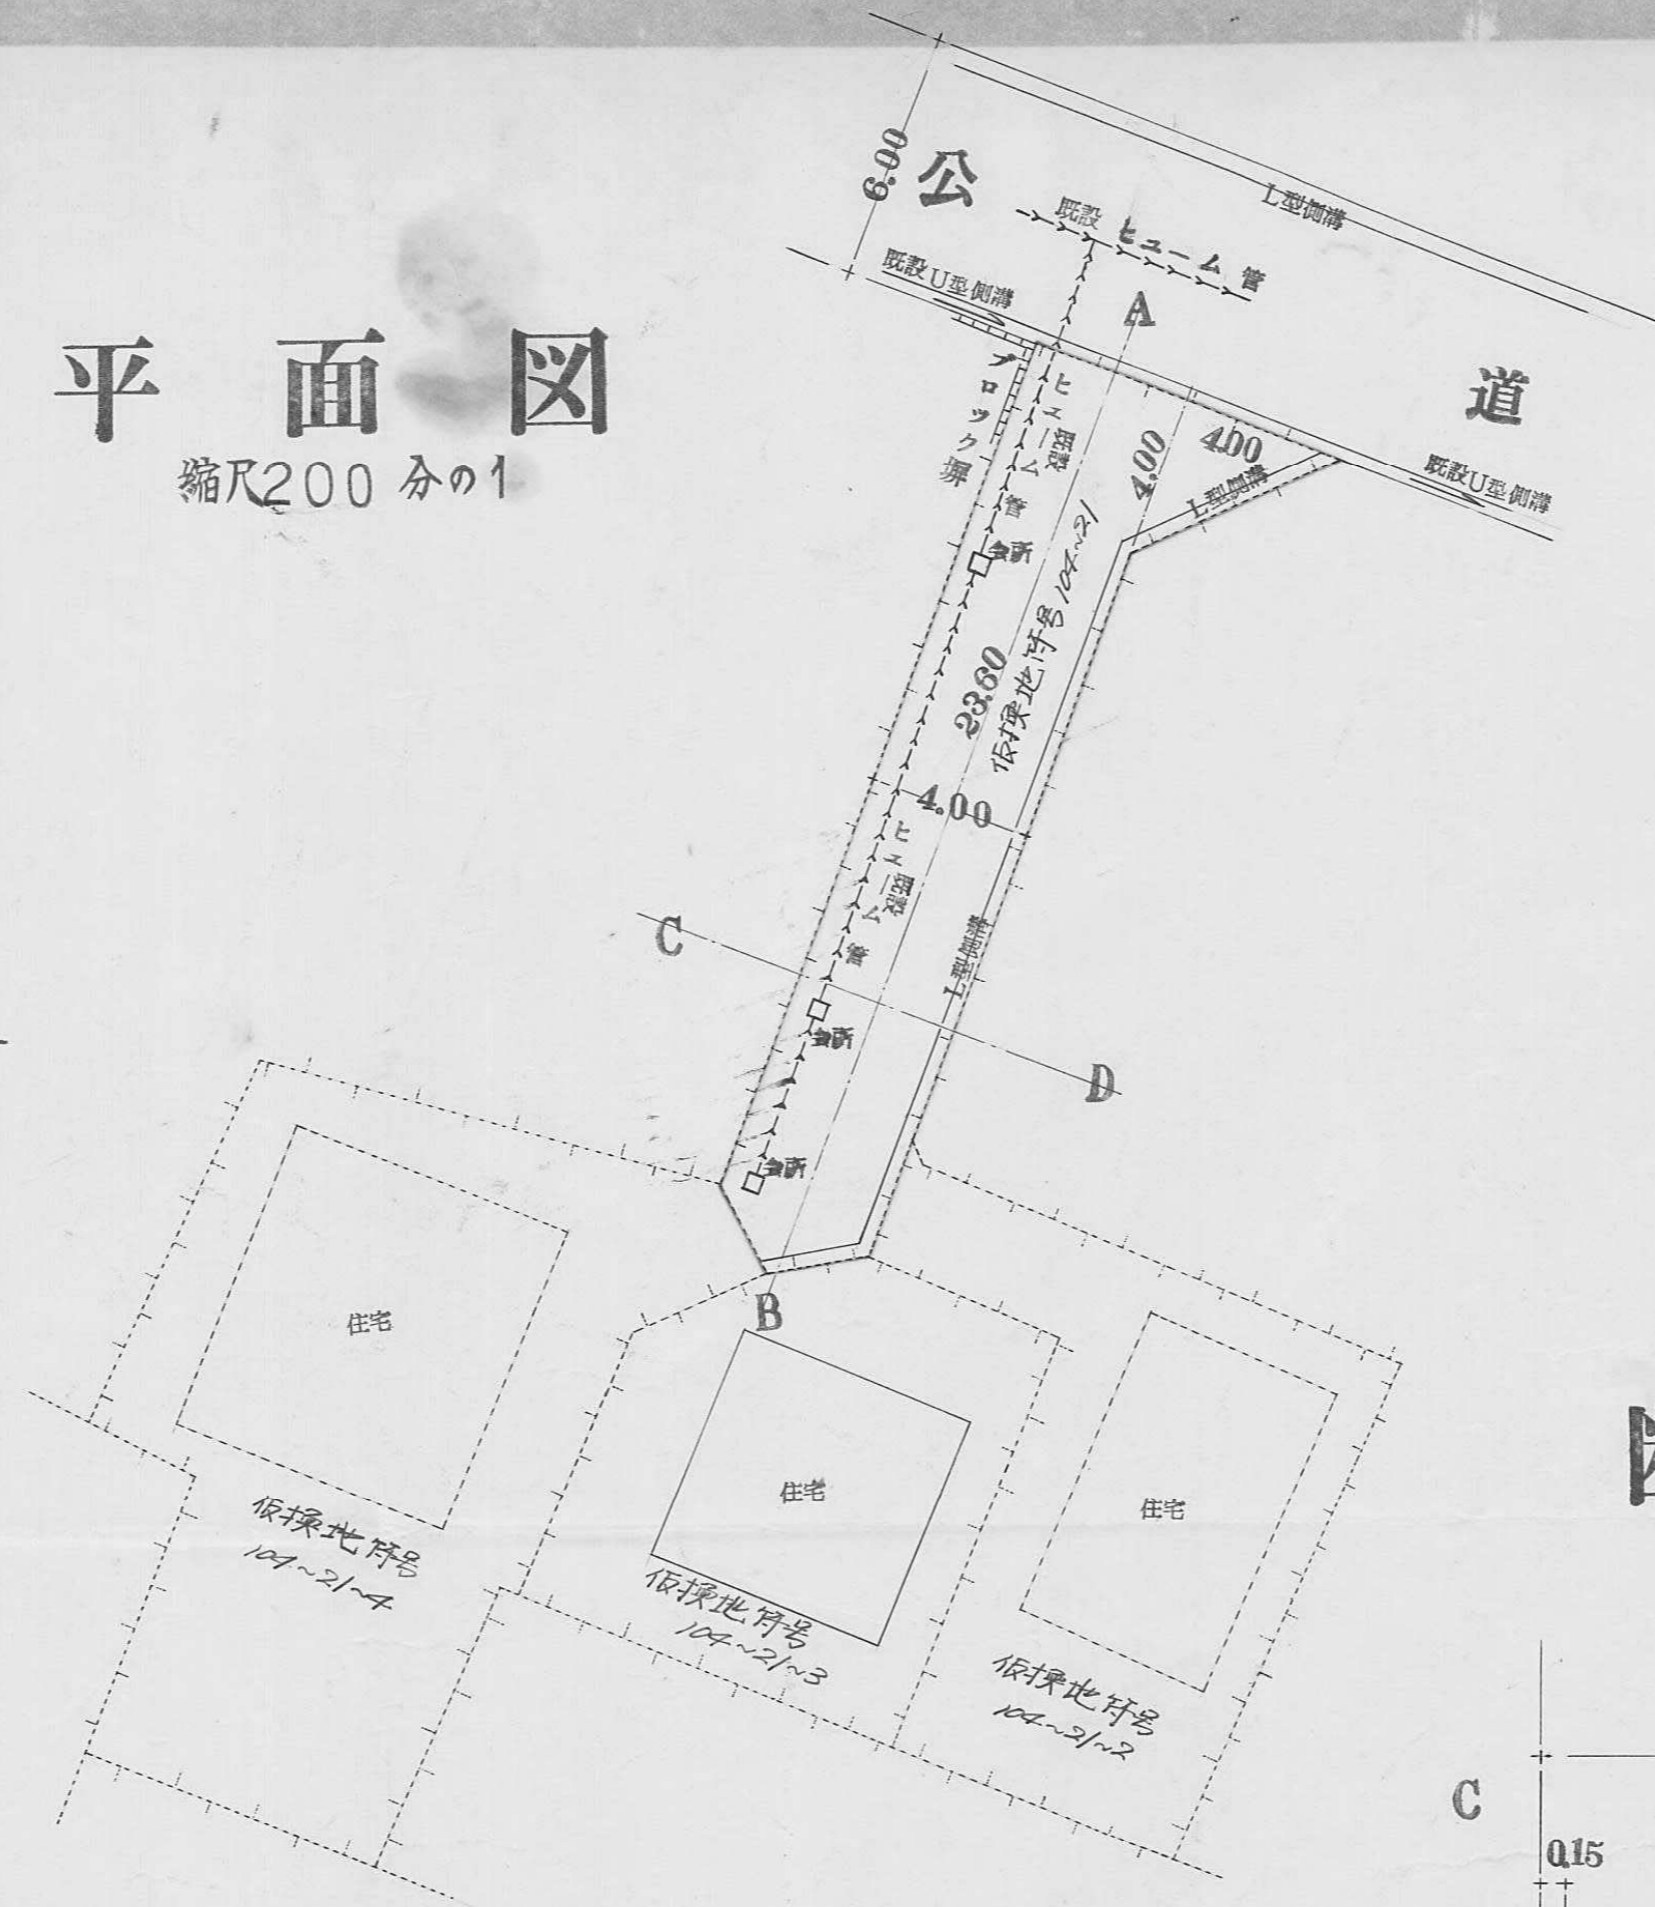 平面図
縮尺200分の1
6.00
公
道
L型側溝
既設 ヒューム管
既設U型側溝
A
ブロック塀
ヒューム管
既設
4.00
4.00
L型側溝
既設U型側溝
仮換地符号104~21
23.60
4.00
ヒューム管
既設
L型側溝
C
D
B
住宅
仮換地符号
104~21~4
住宅
仮換地符号
104~21~3
住宅
仮換地符号
104~21~2
C
0.15